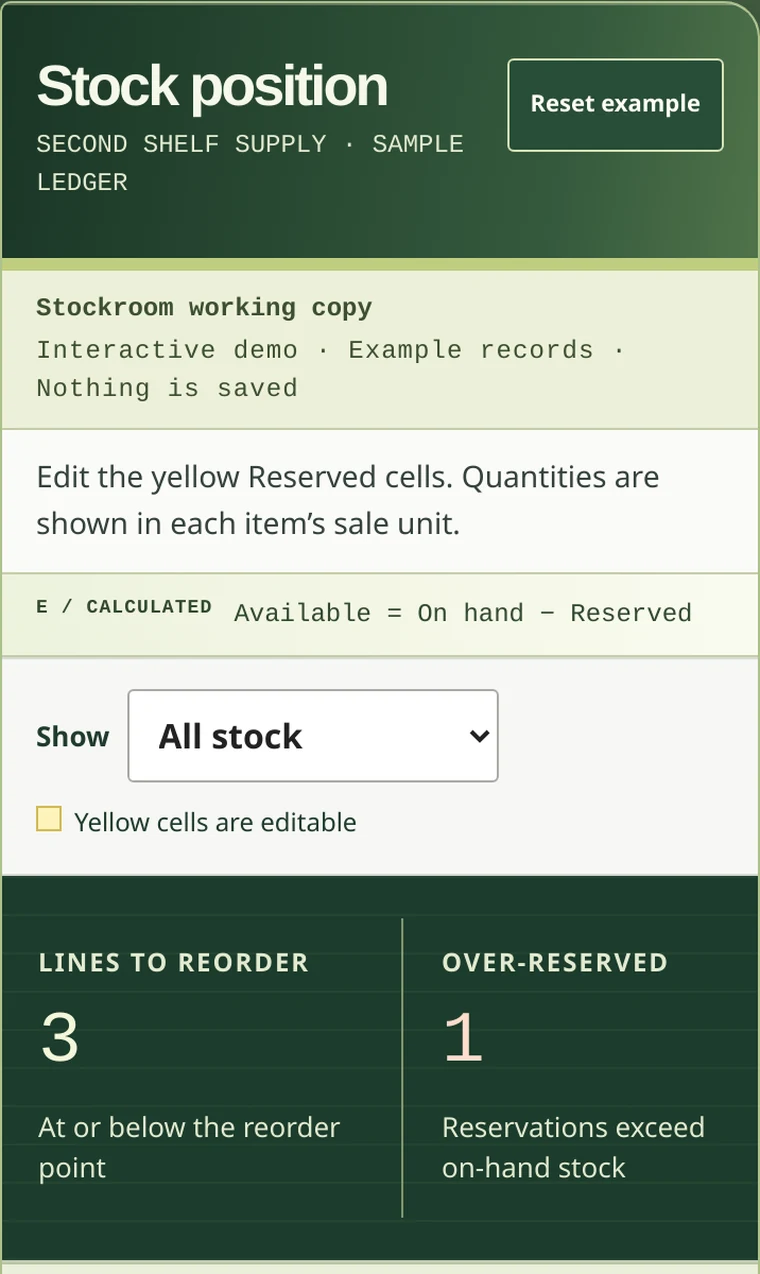 Stock position
Reset example
SECOND SHELF SUPPLY · SAMPLE
LEDGER
Stockroom working copy
Interactive demo · Example records ·
Nothing is saved
Edit the yellow Reserved cells. Quantities are
shown in each item’s sale unit.
E / CALCULATED Available = On hand − Reserved
Show All stock
Yellow cells are editable
LINES TO REORDER
3
At or below the reorder
point
OVER-RESERVED
1
Reservations exceed
on-hand stock